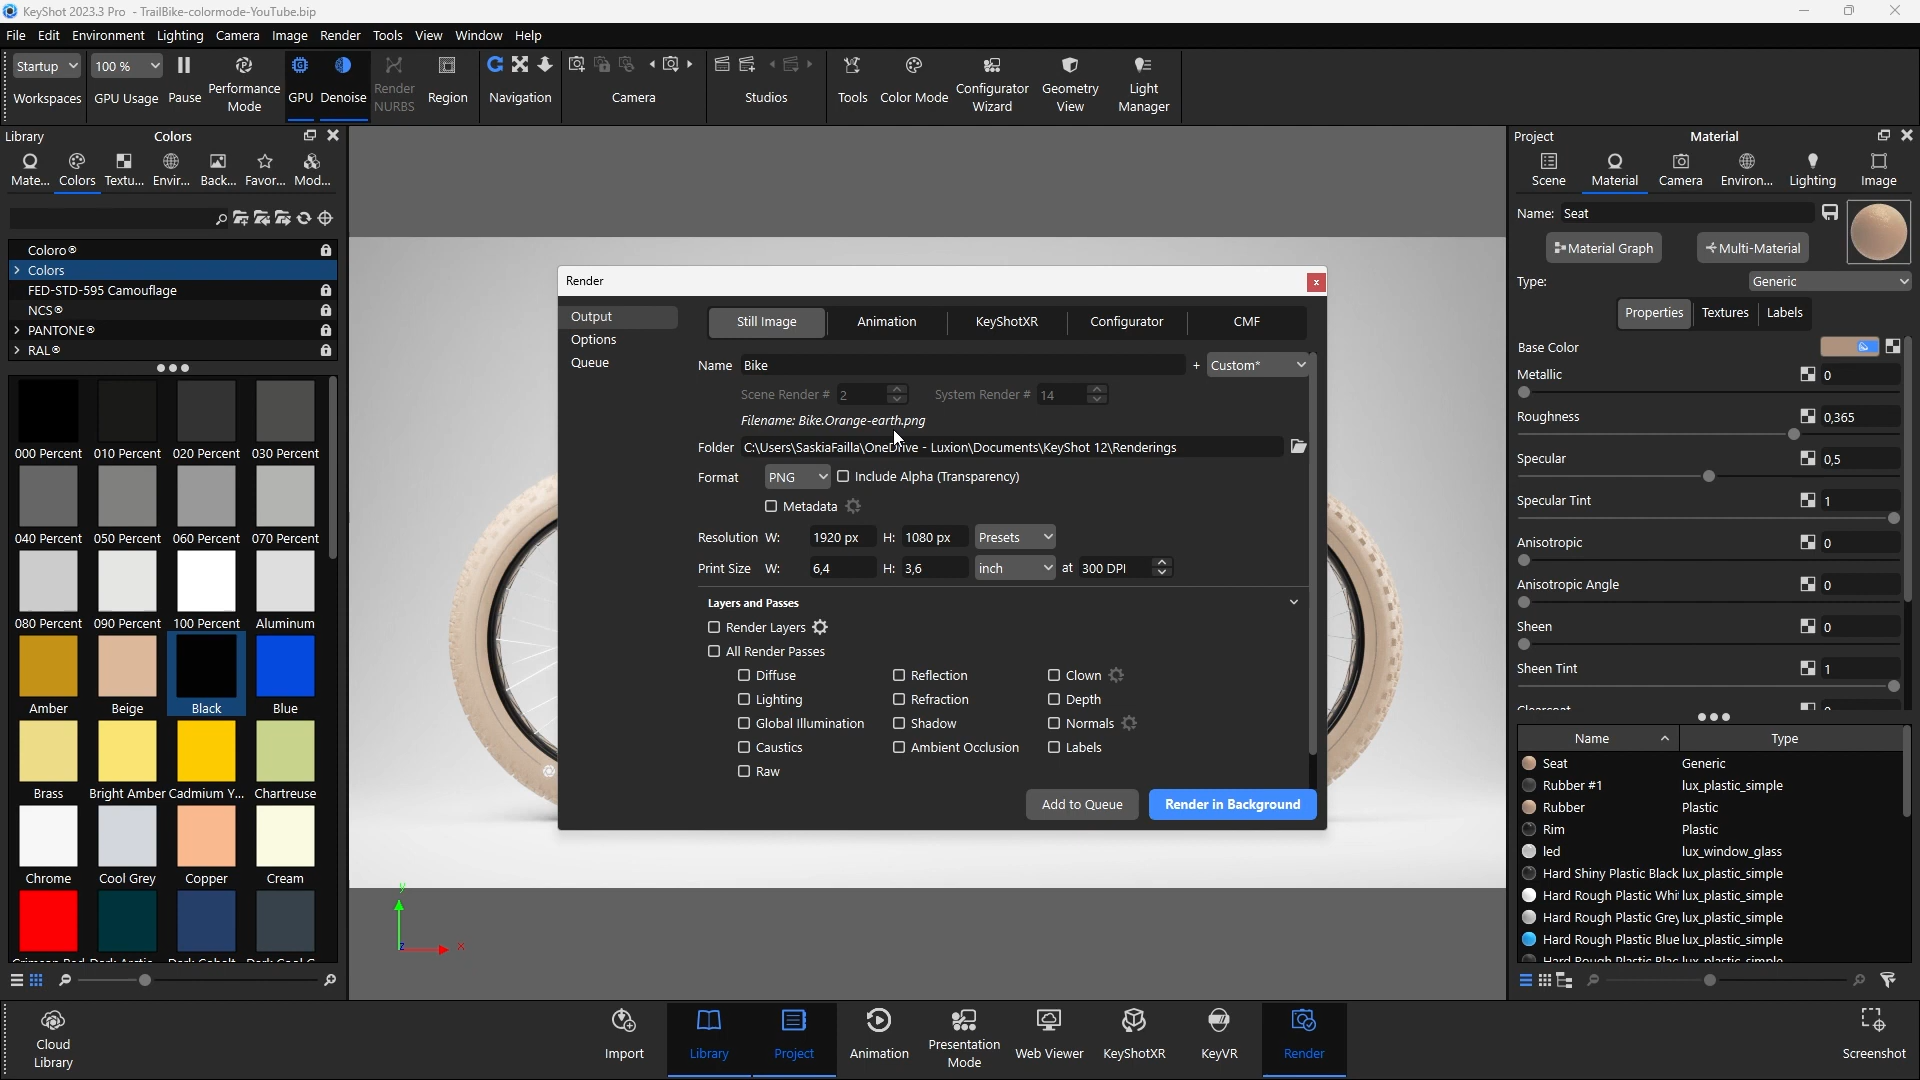 KeyShot 2023.3 Pro - TrailBike-colormode-YouTube.bip
File Edit Environment Lighting Camera Image Render Tools View Window Help
Startup 100 %
Workspaces GPU Usage Pause Performance Mode GPU Denoise Render NURBS Region Navigation Camera Studios Tools Color Mode Configurator Wizard Geometry View Light Manager
Library Colors
Mate... Colors Textu... Envir... Back... Favor... Mod...
Coloro®
Colors
FED-STD-595 Camouflage
NCS®
PANTONE®
RAL®
000 Percent 010 Percent 020 Percent 030 Percent
040 Percent 050 Percent 060 Percent 070 Percent
080 Percent 090 Percent 100 Percent Aluminum
Amber Beige Black Blue
Brass Bright Amber Cadmium Y... Chartreuse
Chrome Cool Grey Copper Cream
Render
Output
Options
Queue
Still Image Animation KeyShotXR Configurator CMF
Name Bike + Custom*
Scene Render # 2 System Render # 14
Filename: Bike.Orange-earth.png
Folder C:\Users\SaskiaFailla\OneDrive - Luxion\Documents\KeyShot 12\Renderings
Format PNG Include Alpha (Transparency)
Metadata
Resolution W: 1920 px H: 1080 px Presets
Print Size W: 6,4 H: 3,6 inch at 300 DPI
Layers and Passes
Render Layers
All Render Passes
Diffuse Reflection Clown
Lighting Refraction Depth
Global Illumination Shadow Normals
Caustics Ambient Occlusion Labels
Raw
Add to Queue Render in Background
y
z x
Project Material
Scene Material Camera Environ... Lighting Image
Name: Seat
Material Graph Multi-Material
Type: Generic
Properties Textures Labels
Base Color
Metallic 0
Roughness 0,365
Specular 0,5
Specular Tint 1
Anisotropic 0
Anisotropic Angle 0
Sheen 0
Sheen Tint 1
Name Type
Seat Generic
Rubber #1 lux_plastic_simple
Rubber Plastic
Rim Plastic
led lux_window_glass
Hard Shiny Plastic Black lux_plastic_simple
Hard Rough Plastic Whi lux_plastic_simple
Hard Rough Plastic Grey lux_plastic_simple
Hard Rough Plastic Blue lux_plastic_simple
Cloud Library Import Library Project Animation Presentation Mode Web Viewer KeyShotXR KeyVR Render Screenshot